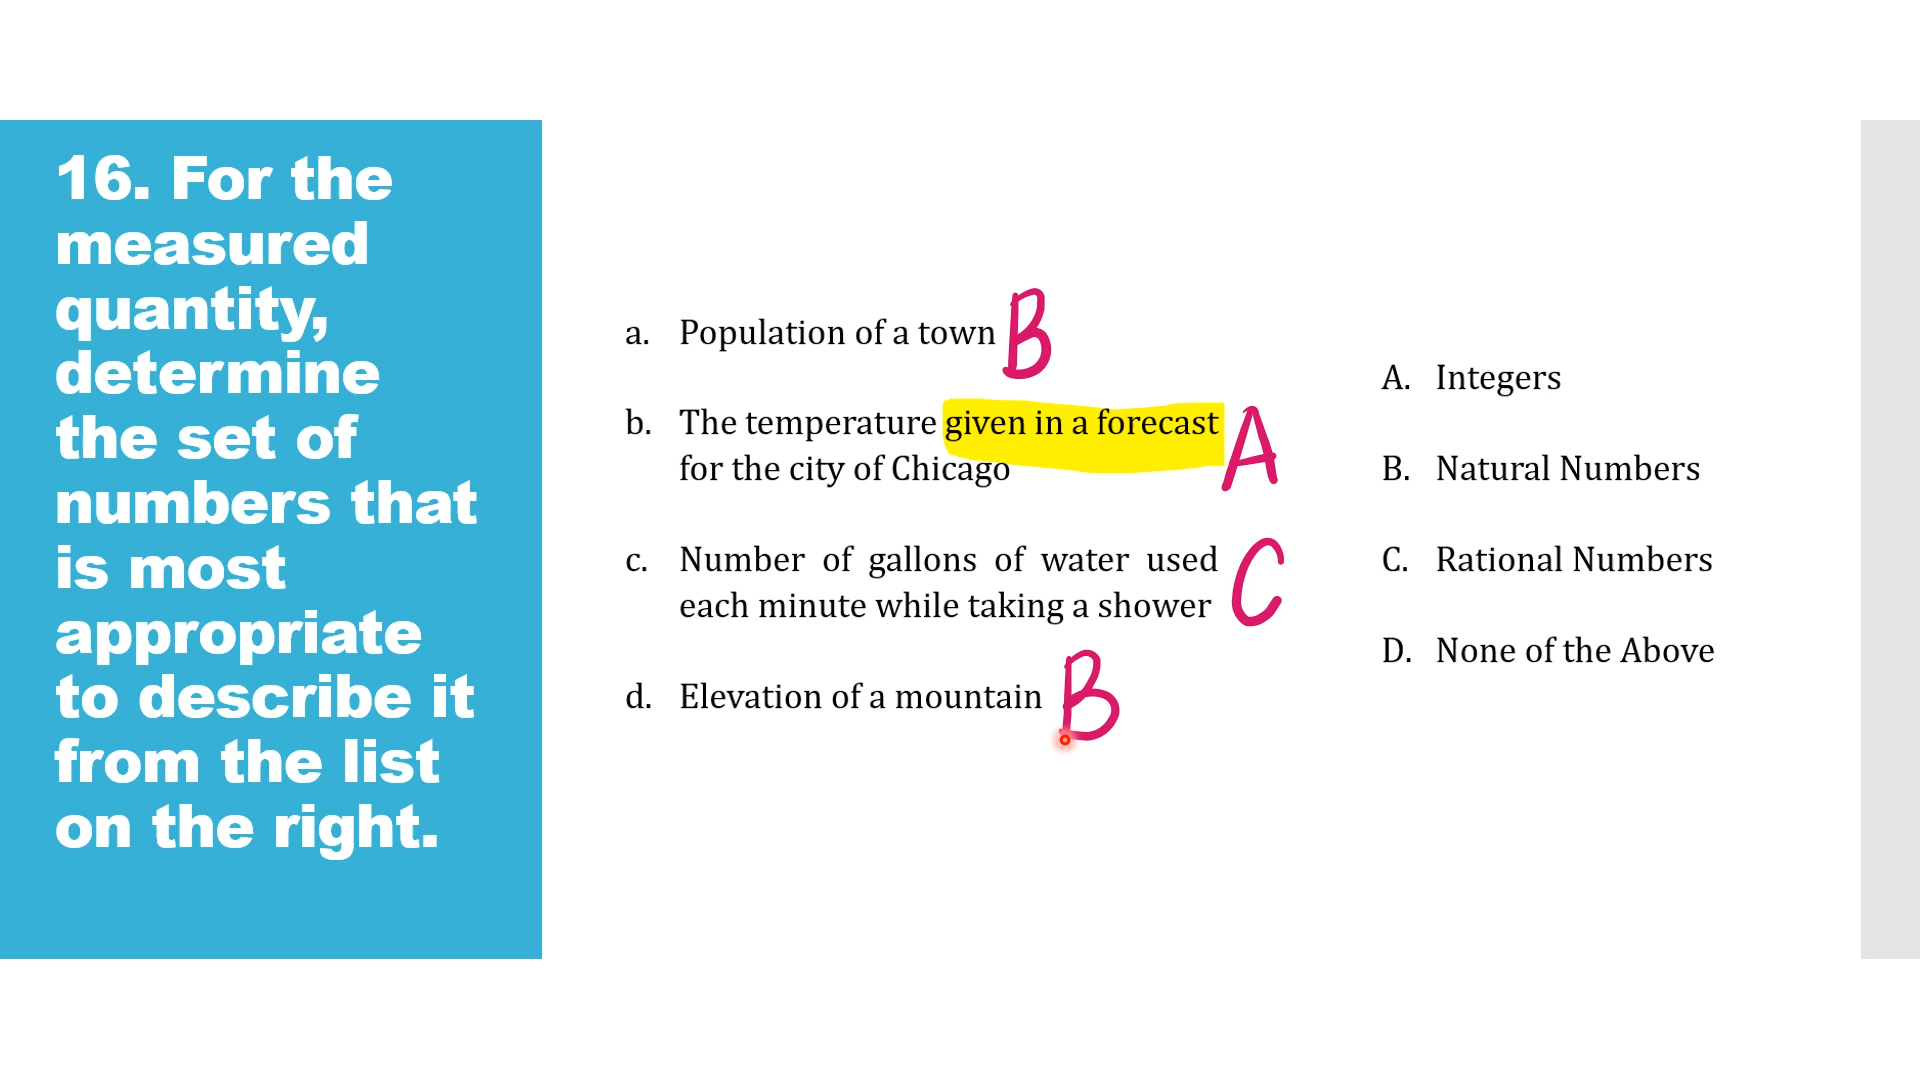 16. For the
measured
quantity,
determine
the set of
numbers that
is most
appropriate
to describe it
from the list
on the right.
a. Population of a town B
b. The temperature given in a forecast A
for the city of Chicago
c. Number of gallons of water used
each minute while taking a shower C
d. Elevation of a mountain B
A. Integers
B. Natural Numbers
C. Rational Numbers
D. None of the Above